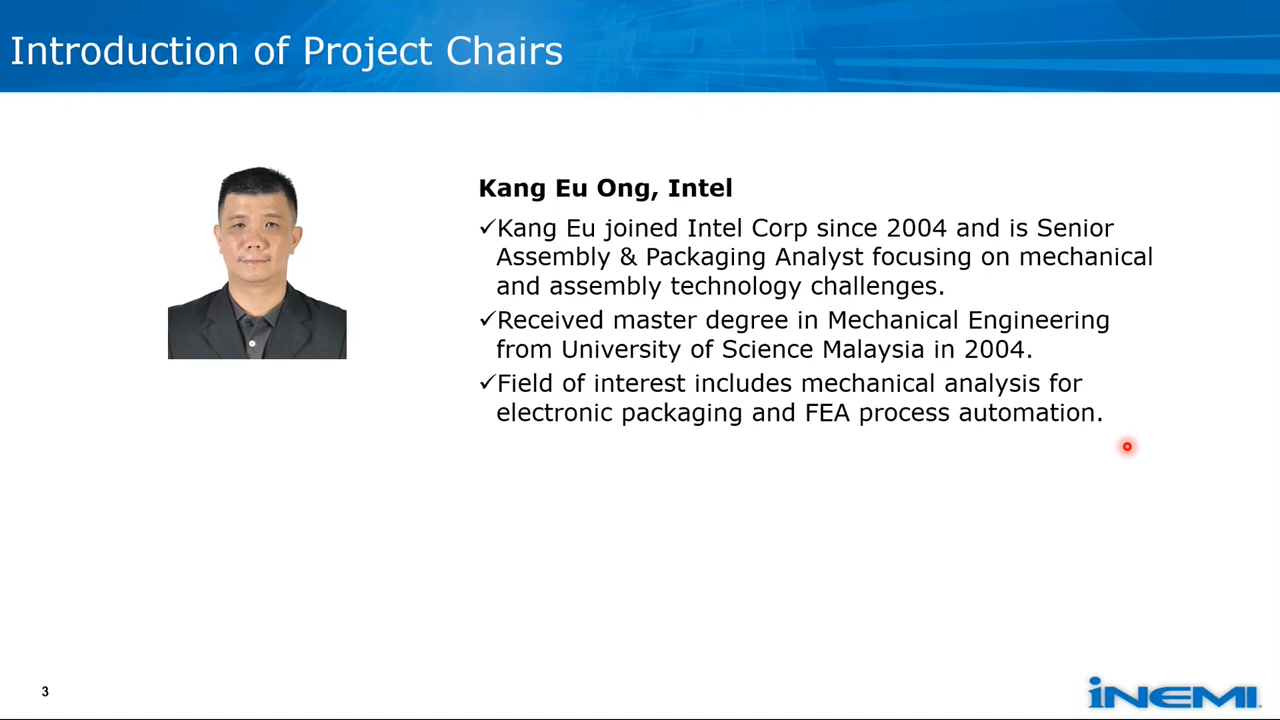 Introduction of Project Chairs
Kang Eu Ong, Intel
✓Kang Eu joined Intel Corp since 2004 and is Senior
Assembly & Packaging Analyst focusing on mechanical
and assembly technology challenges.
✓Received master degree in Mechanical Engineering
from University of Science Malaysia in 2004.
✓Field of interest includes mechanical analysis for
electronic packaging and FEA process automation.
3
iNEMI.